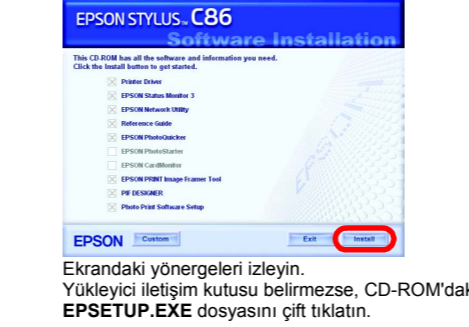 EPSON STYLUS™ C86
Software Installation
This CD-ROM has all the software and information you need.
Click the Install button to get started.
Printer Driver
EPSON Status Monitor 3
EPSON Network Utility
Reference Guide
EPSON PhotoQuicker
EPSON PhotoStarter
EPSON CardMonitor
EPSON PRINT Image Framer Tool
PIF DESIGNER
Photo Print Software Setup
EPSON Custom Exit Install
Ekrandaki yönergeleri izleyin.
Yükleyici iletişim kutusu belirmezse, CD-ROM'dak
EPSETUP.EXE dosyasını çift tıklatın.